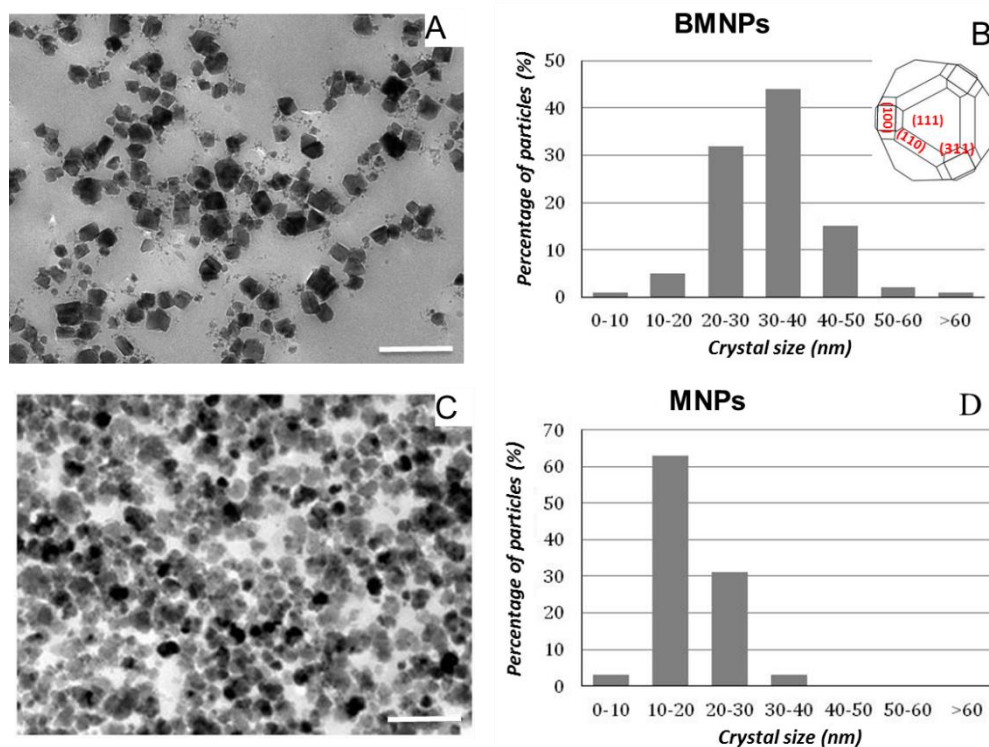 A
BMNPs
B
Percentage of particles (%)
50
40
30
20
10
0
(100)
(111)
(110)
(311)
0-10 10-20 20-30 30-40 40-50 50-60 >60
Crystal size (nm)
C
MNPs
D
Percentage of particles (%)
70
60
50
40
30
20
10
0
0-10 10-20 20-30 30-40 40-50 50-60 >60
Crystal size (nm)